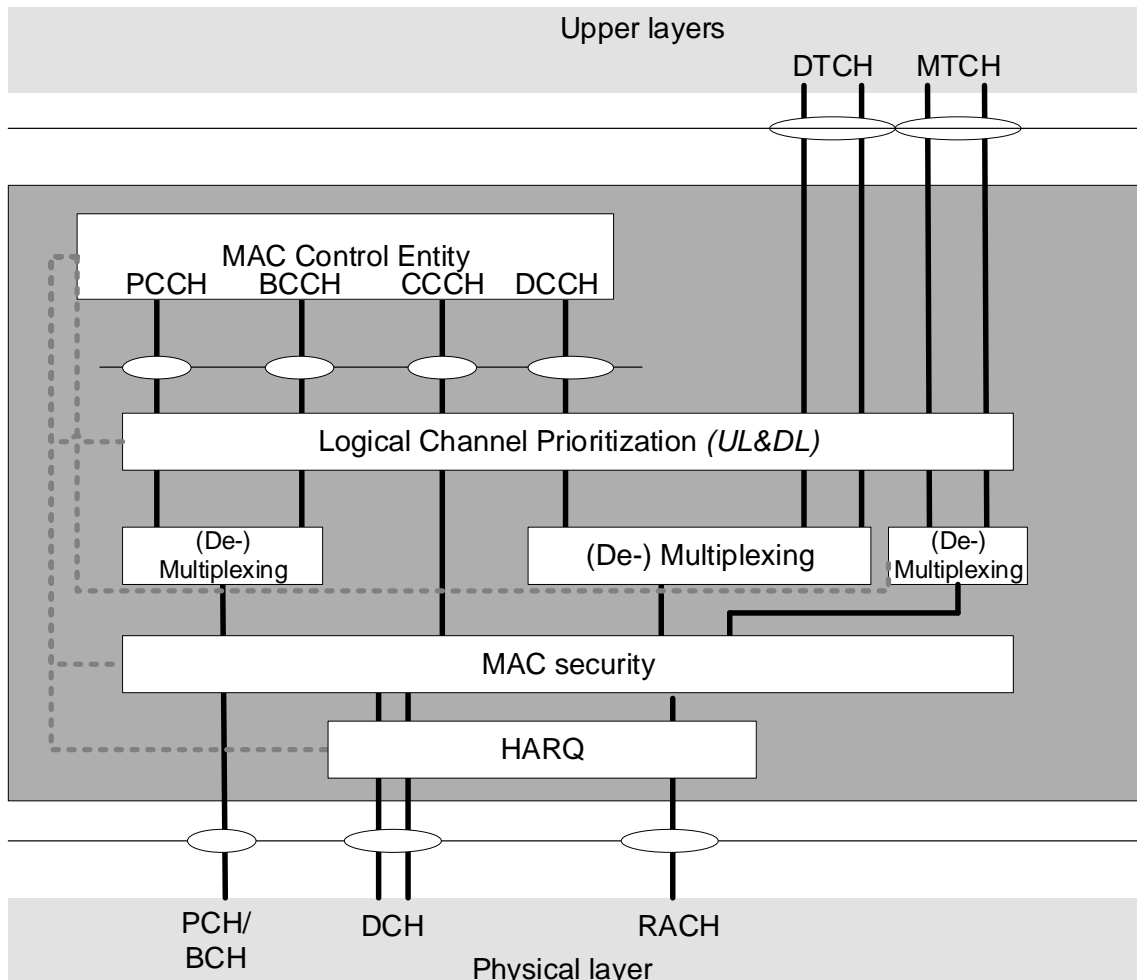 Upper layers
DTCH MTCH
MAC Control Entity
PCCH BCCH CCCH DCCH
Logical Channel Prioritization (UL&DL)
(De-)
Multiplexing
(De-) Multiplexing
(De-)
Multiplexing
MAC security
HARQ
PCH/
BCH
DCH
RACH
Physical layer